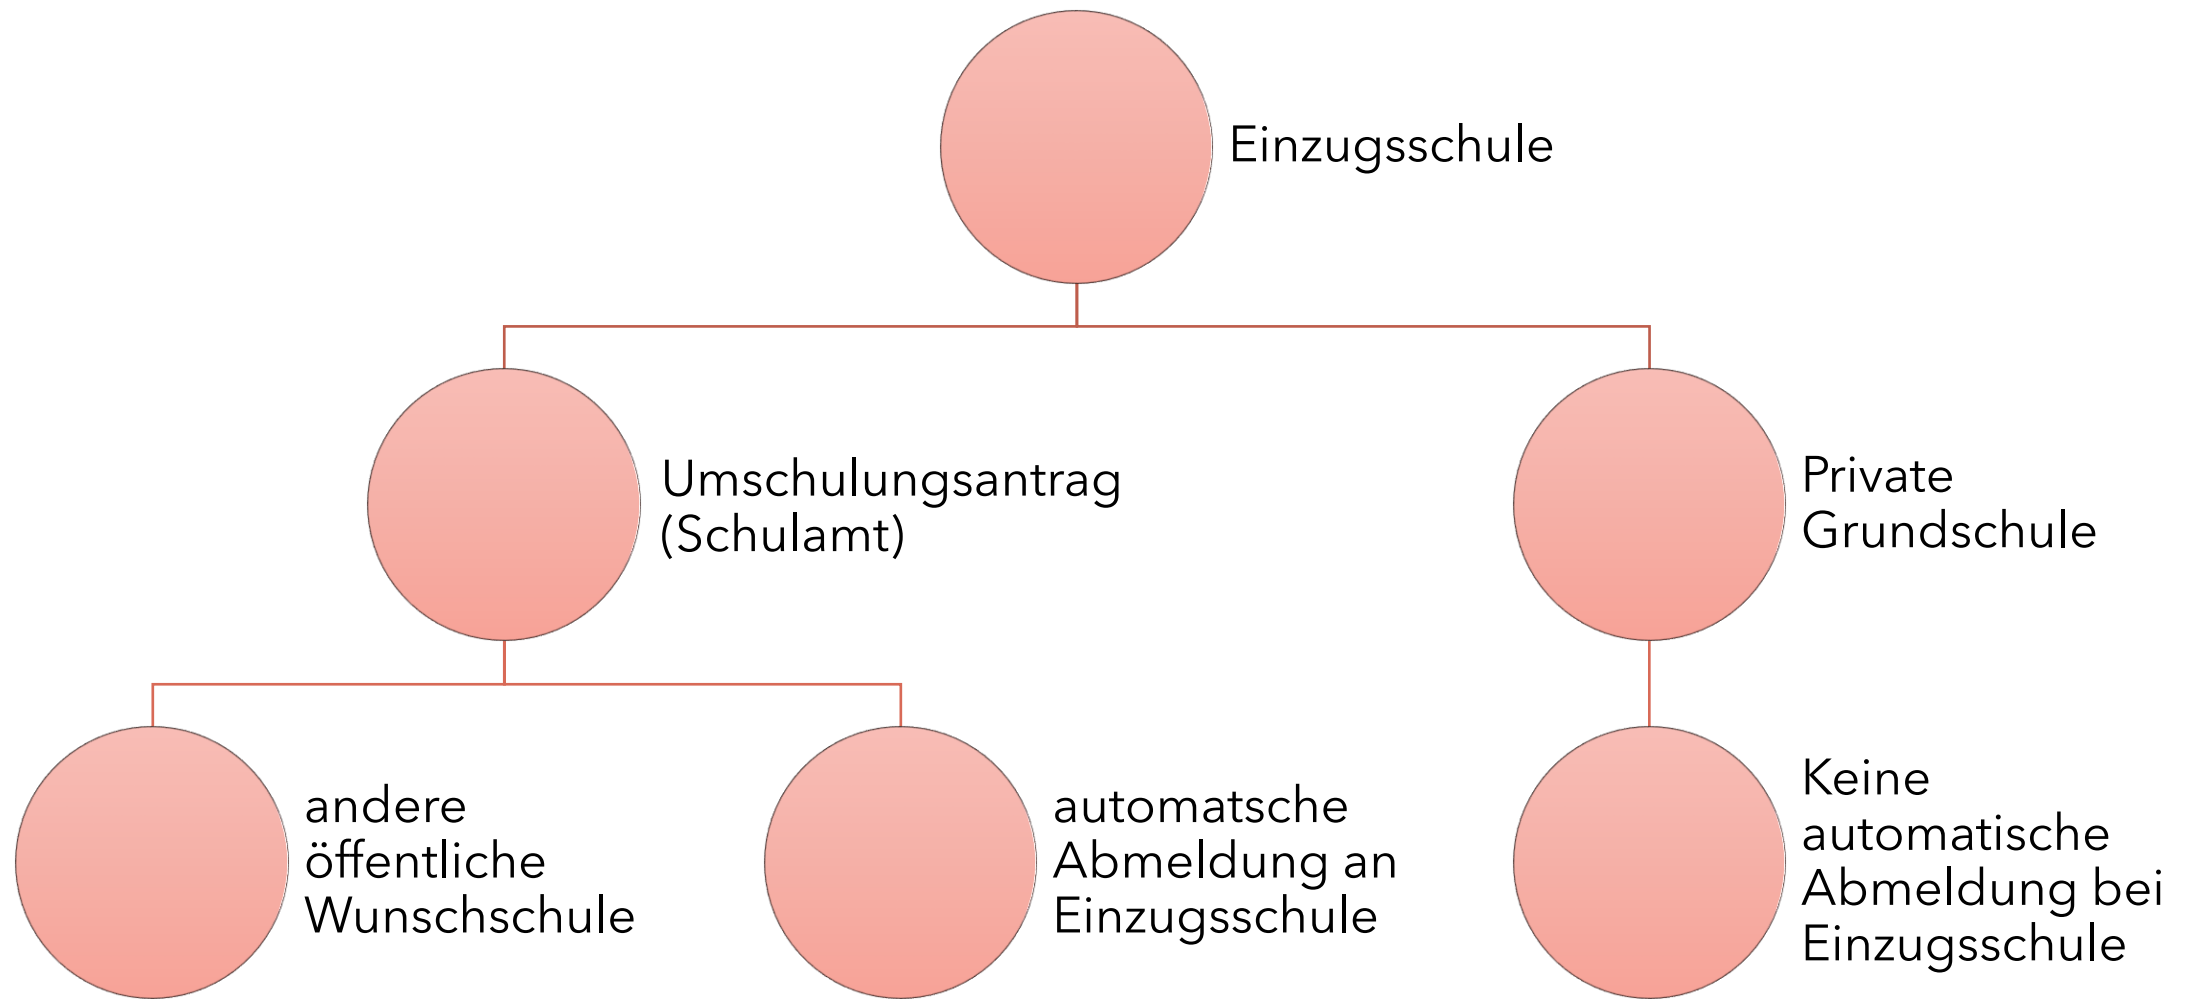 Einzugsschule
Umschulungsantrag
(Schulamt)
Private
Grundschule
andere
öffentliche
Wunschschule
automatsche
Abmeldung an
Einzugsschule
Keine
automatische
Abmeldung bei
Einzugsschule